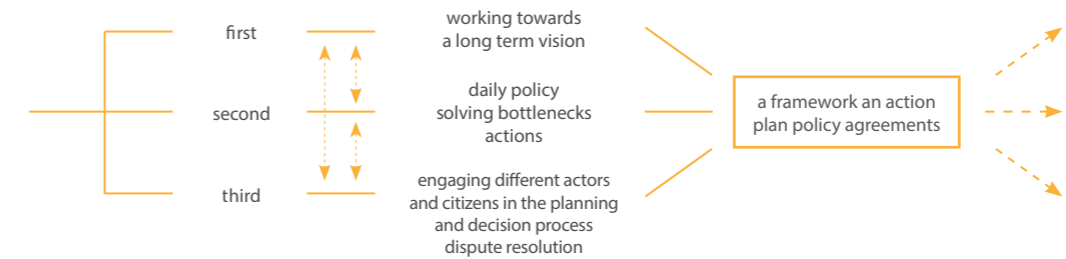 first
working towards
a long term vision
second
daily policy
solving bottlenecks
actions
third
engaging different actors
and citizens in the planning
and decision process
dispute resolution
a framework an action
plan policy agreements